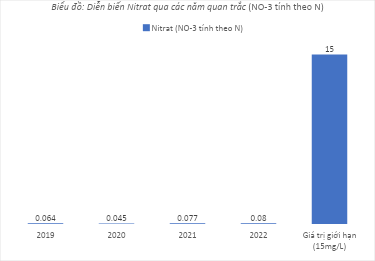 Biểu đồ: Diễn biến Nitrat qua các năm quan trắc (NO-3 tính theo N)
Nitrat (NO-3 tính theo N)
15
0.064 0.045 0.077 0.08
2019 2020 2021 2022 Giá trị giới hạn
(15mg/L)